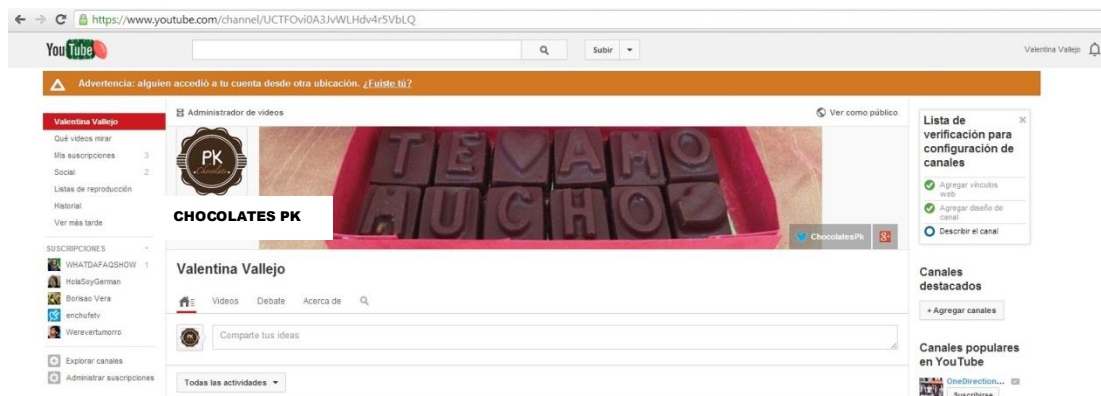 https://www.youtube.com/channel/UCTFOvi0A3JvWLHdv4r5VbLQ
YouTube
Subir
Valentina Vallejo
Advertencia: alguien accedió a tu cuenta desde otra ubicación. ¿Fuiste tú?
Valentina Vallejo
Qué videos mirar
Mis suscripciones 3
Social 2
Listas de reproducción
Historial
Ver más tarde
SUSCRIPCIONES
WHATDAFAQSHOW 1
HolaSoyGerman
Borisao Vera
enchufetv
Werevertumorro
Explorar canales
Administrar suscripciones
Administrador de videos
Ver como público
PK
Chocolates
TE AMO
MUCHO
CHOCOLATES PK
ChocolatesPk
g+
Valentina Vallejo
Videos Debate Acerca de
Comparte tus ideas
Todas las actividades
Lista de
verificación para
configuración de
canales
Agregar vínculos
web
Agregar diseño de
canal
Describir el canal
Canales
destacados
+ Agregar canales
Canales populares
en YouTube
OneDirection...
Suscribirse